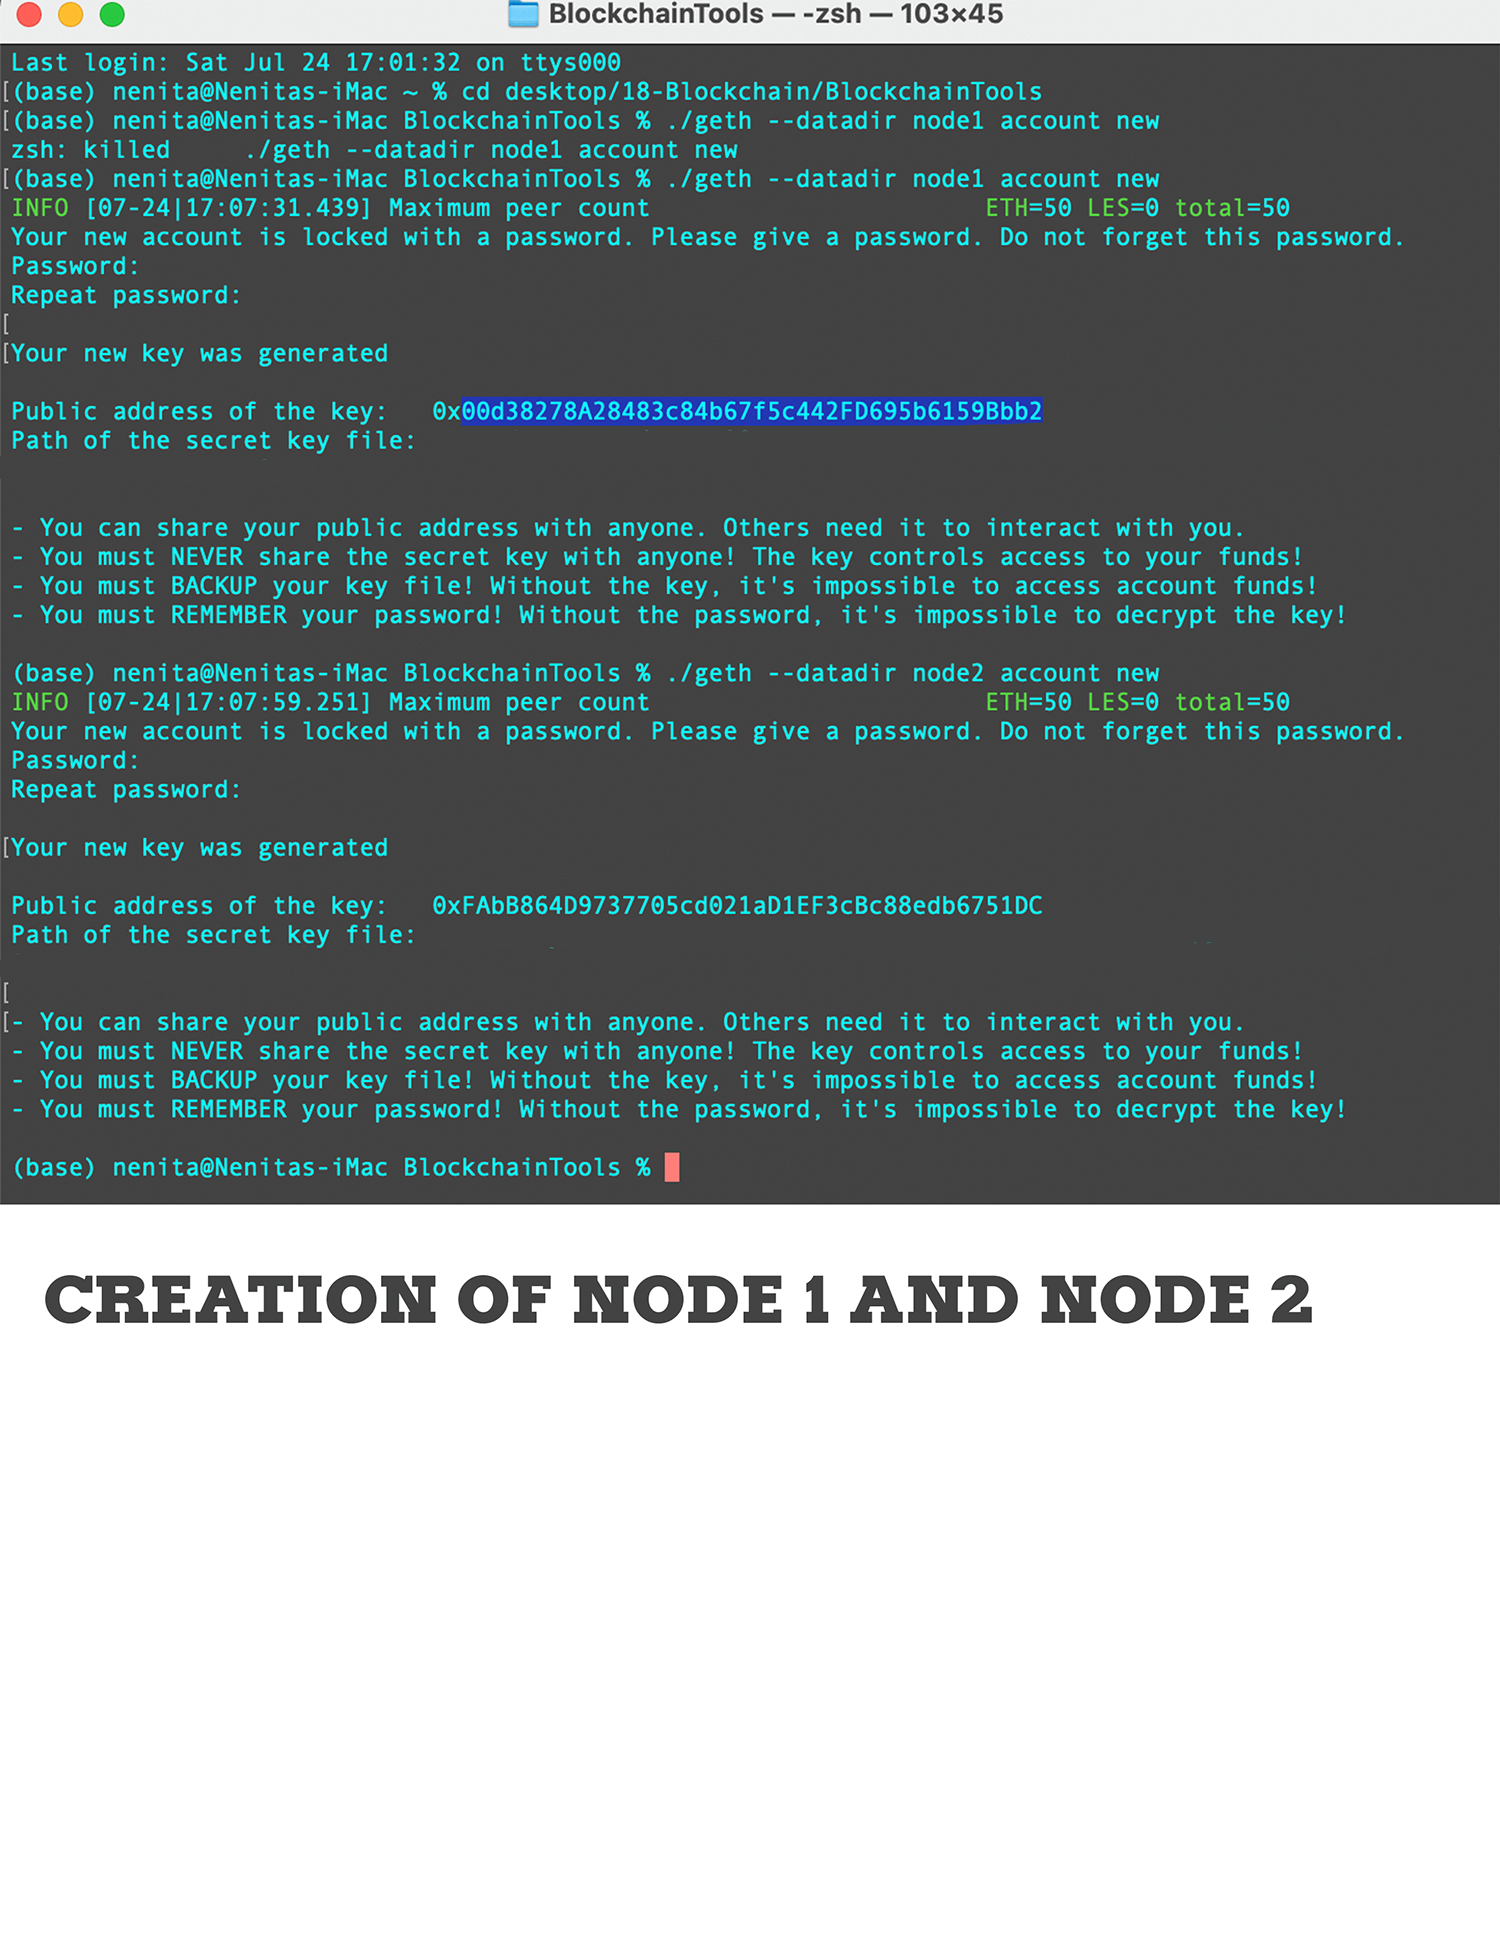 BlockchainTools — -zsh — 103×45
Last login: Sat Jul 24 17:01:32 on ttys000
[(base) nenita@Nenitas-iMac ~ % cd desktop/18-Blockchain/BlockchainTools
[(base) nenita@Nenitas-iMac BlockchainTools % ./geth --datadir node1 account new
zsh: killed     ./geth --datadir node1 account new
[(base) nenita@Nenitas-iMac BlockchainTools % ./geth --datadir node1 account new
INFO [07-24|17:07:31.439] Maximum peer count                       ETH=50 LES=0 total=50
Your new account is locked with a password. Please give a password. Do not forget this password.
Password:
Repeat password:
[
[Your new key was generated
Public address of the key:   0x00d38278A28483c84b67f5c442FD695b6159Bbb2
Path of the secret key file:
- You can share your public address with anyone. Others need it to interact with you.
- You must NEVER share the secret key with anyone! The key controls access to your funds!
- You must BACKUP your key file! Without the key, it's impossible to access account funds!
- You must REMEMBER your password! Without the password, it's impossible to decrypt the key!
(base) nenita@Nenitas-iMac BlockchainTools % ./geth --datadir node2 account new
INFO [07-24|17:07:59.251] Maximum peer count                       ETH=50 LES=0 total=50
Your new account is locked with a password. Please give a password. Do not forget this password.
Password:
Repeat password:
[Your new key was generated
Public address of the key:   0xFAbB864D9737705cd021aD1EF3cBc88edb6751DC
Path of the secret key file:
[
[- You can share your public address with anyone. Others need it to interact with you.
- You must NEVER share the secret key with anyone! The key controls access to your funds!
- You must BACKUP your key file! Without the key, it's impossible to access account funds!
- You must REMEMBER your password! Without the password, it's impossible to decrypt the key!
(base) nenita@Nenitas-iMac BlockchainTools %
CREATION OF NODE 1 AND NODE 2